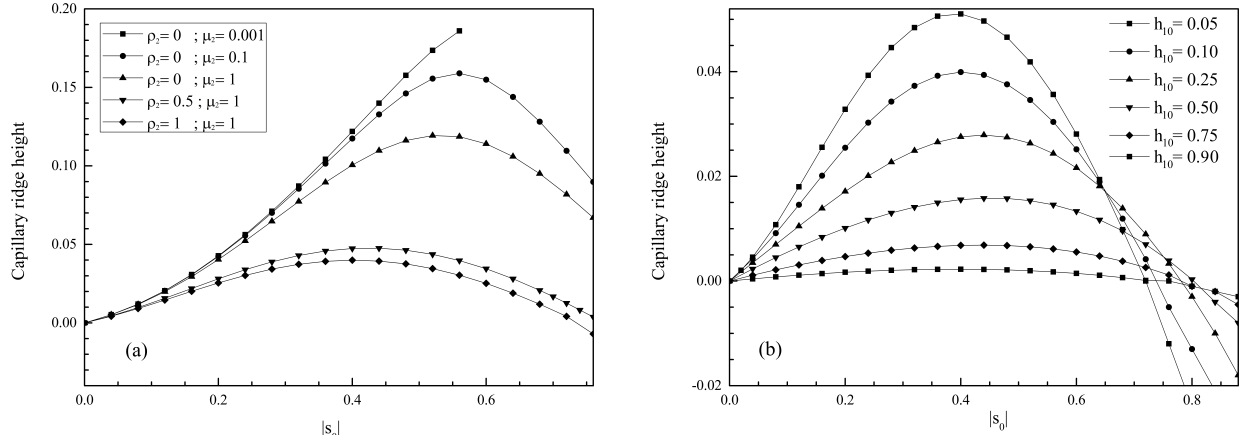 0.20
0.15
0.10
0.05
0.00
Capillary ridge height
ρ₂= 0 ; μ₂= 0.001
ρ₂= 0 ; μ₂= 0.1
ρ₂= 0 ; μ₂= 1
ρ₂= 0.5 ; μ₂= 1
ρ₂= 1 ; μ₂= 1
(a)
0.0 0.2 0.4 0.6
|s₀|
0.04
0.02
0.00
-0.02
Capillary ridge height
h₁₀= 0.05
h₁₀= 0.10
h₁₀= 0.25
h₁₀= 0.50
h₁₀= 0.75
h₁₀= 0.90
(b)
0.0 0.2 0.4 0.6 0.8
|s₀|